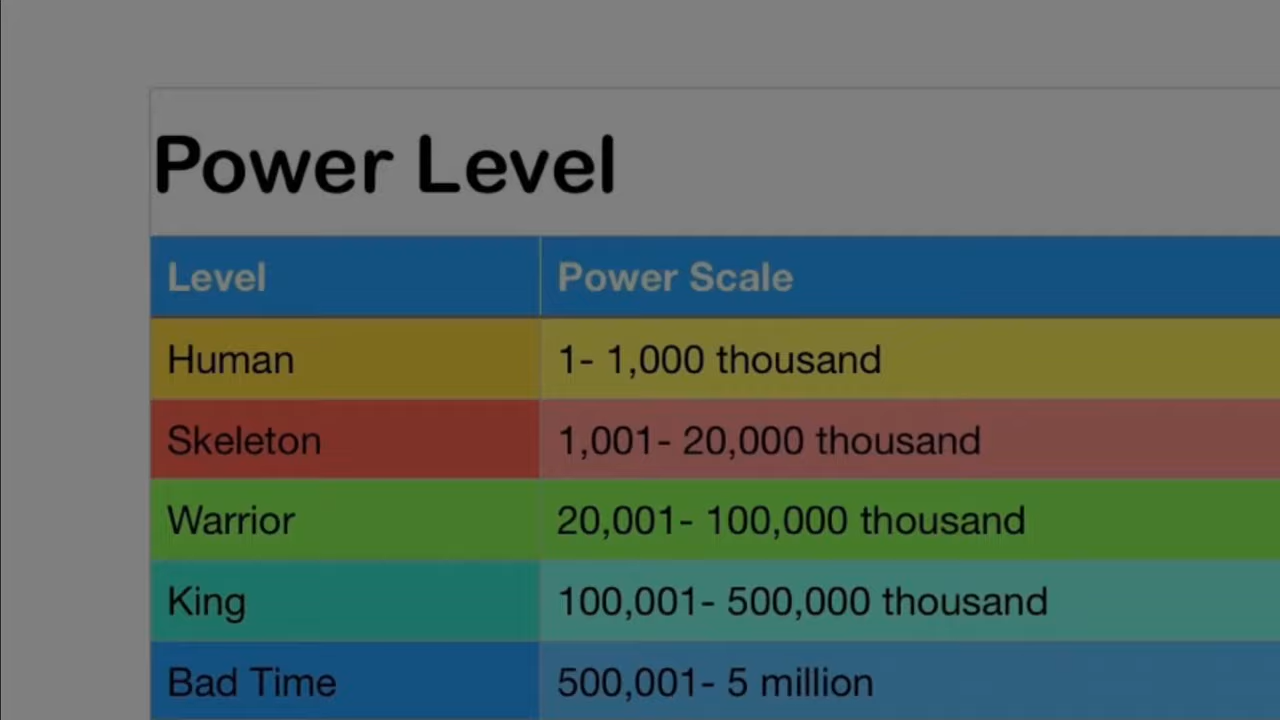 Power Level
Level Power Scale
Human 1- 1,000 thousand
Skeleton 1,001- 20,000 thousand
Warrior 20,001- 100,000 thousand
King 100,001- 500,000 thousand
Bad Time 500,001- 5 million